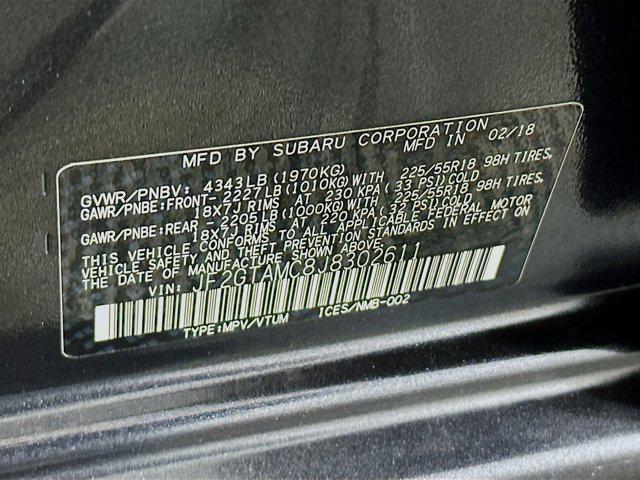 MFD BY SUBARU CORPORATION
MFD IN 02/18
GVWR/PNBV: 4343LB(1970KG)
GAWR/PNBE:FRONT-2227LB(1010KG)WITH 225/55R18 98H TIRES,
18X7J RIMS AT 230 KPA(33 PSI)COLD
GAWR/PNBE:REAR -2205LB(1000KG)WITH 225/55R18 98H TIRES,
18X7J RIMS AT 220 KPA(32 PSI)COLD
THIS VEHICLE CONFORMS TO ALL APPLICABLE FEDERAL MOTOR
VEHICLE SAFETY AND THEFT PREVENTION STANDARDS IN EFFECT ON
THE DATE OF MANUFACTURE SHOWN ABOVE.
VIN: JF2GTAMC8J8302611
TYPE:MPV/VTUM ICES/NMB-002